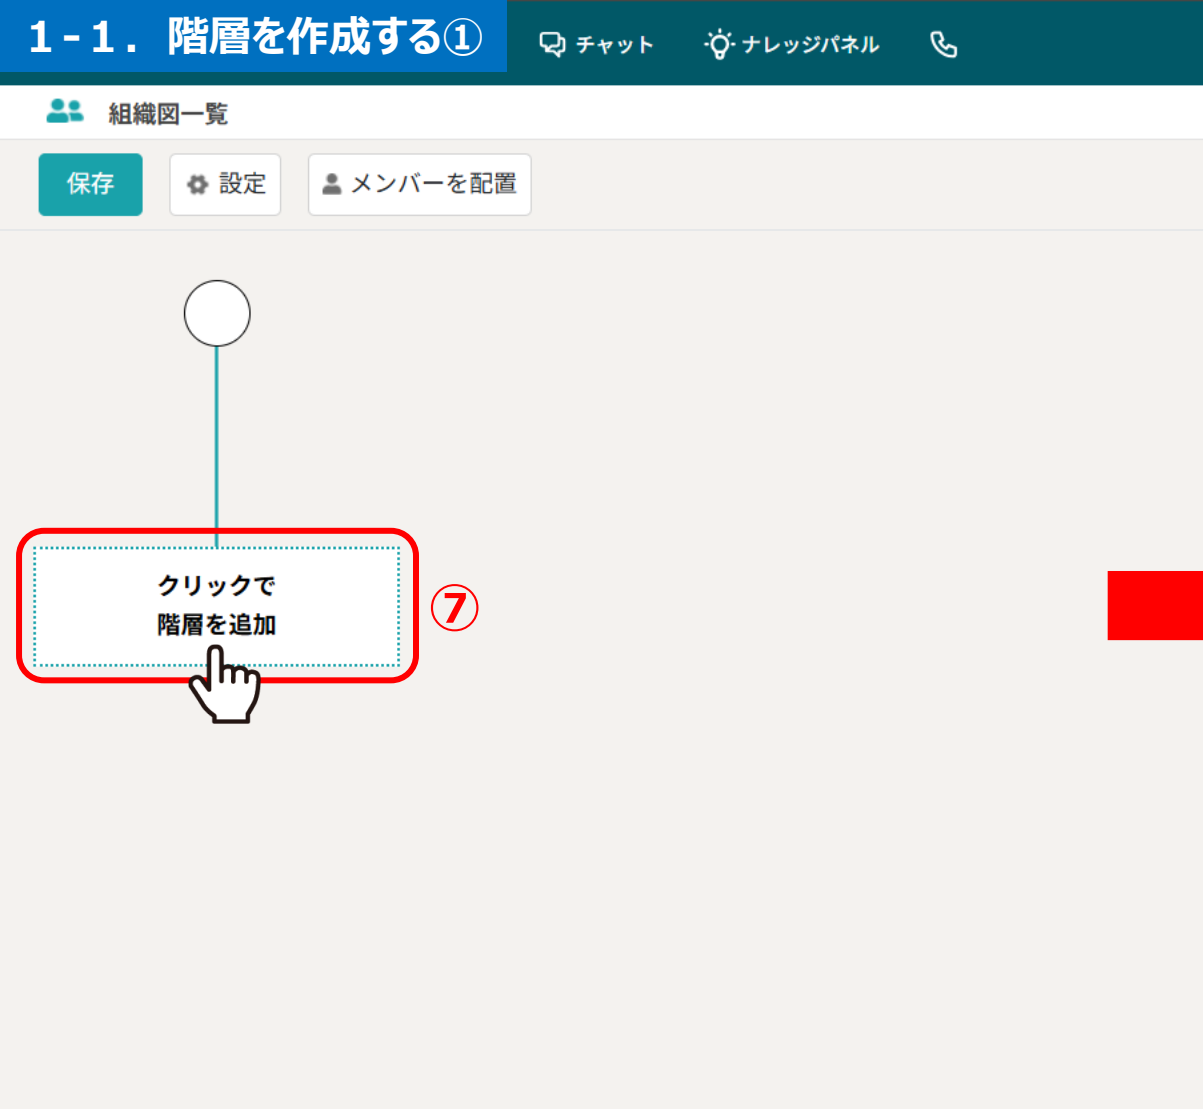 1-1. 階層を作成する①
チャット
ナレッジパネル
組織図一覧
保存
設定
メンバーを配置
クリックで
階層を追加
⑦